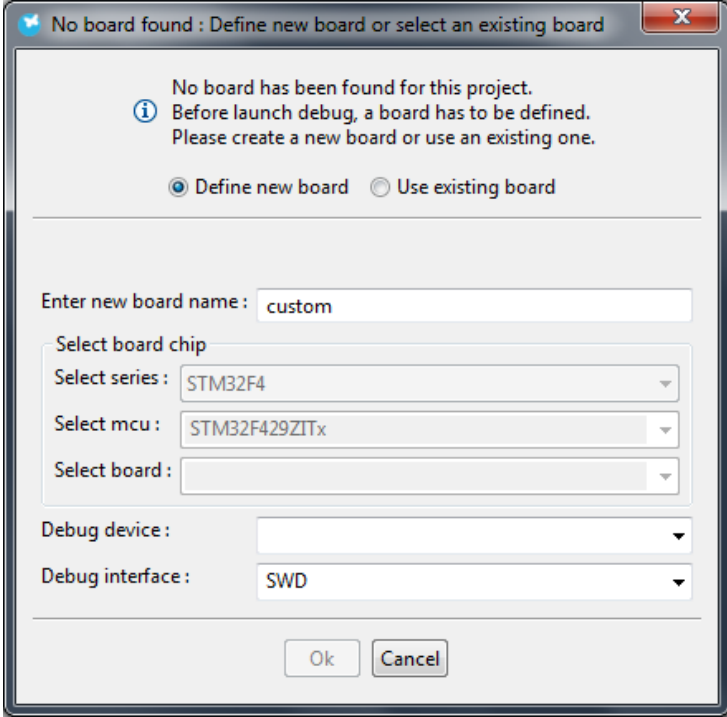 No board found : Define new board or select an existing board
No board has been found for this project.
Before launch debug, a board has to be defined.
Please create a new board or use an existing one.
Define new board Use existing board
Enter new board name : custom
Select board chip
Select series : STM32F4
Select mcu : STM32F429ZITx
Select board :
Debug device :
Debug interface : SWD
Ok Cancel